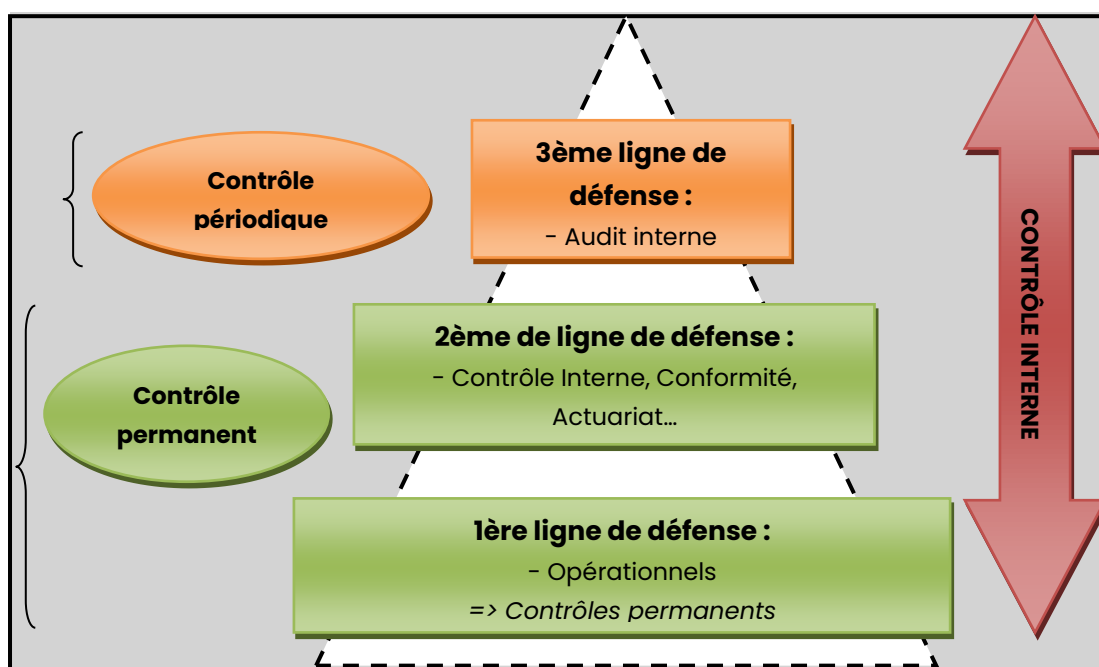 3ème ligne de
défense :
- Audit interne
Contrôle
périodique
2ème de ligne de défense :
- Contrôle Interne, Conformité,
Actuariat…
Contrôle
permanent
1ère ligne de défense :
- Opérationnels
=> Contrôles permanents
CONTRÔLE INTERNE